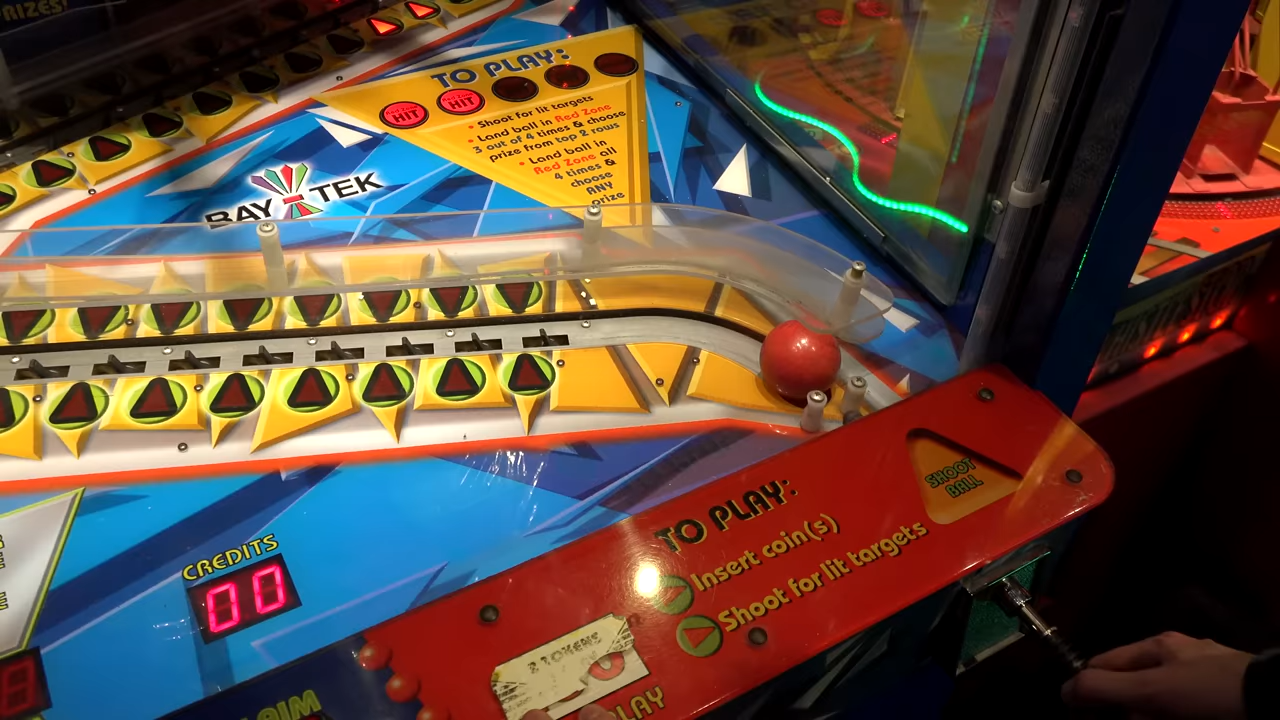 PRIZES!
TO PLAY:
HIT
HIT
• Shoot for lit targets
• Land ball in Red Zone
3 out of 4 times & choose
prize from top 2 rows
• Land ball in
Red Zone all
4 times &
choose
ANY
prize
BAY TEK
SHOOT
BALL
TO PLAY:
Insert coin(s)
Shoot for lit targets
CREDITS
00
2 TOKENS
PLAY